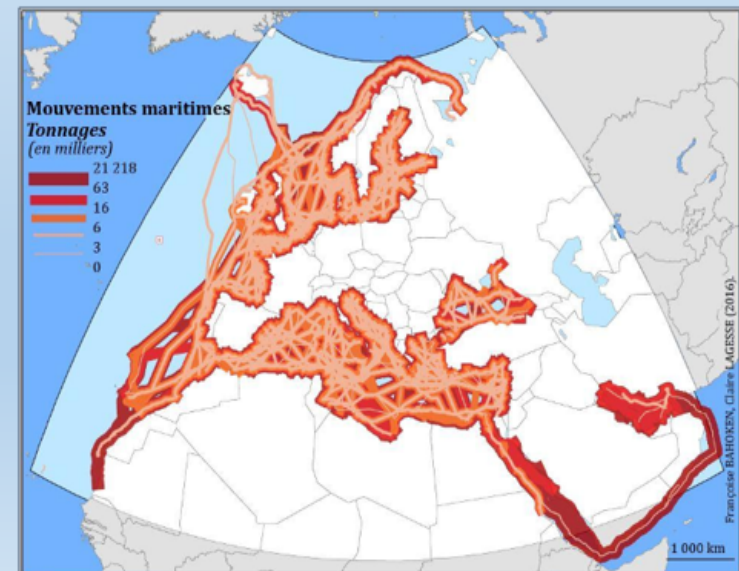 Mouvements maritimes
Tonnages
(en milliers)
21 218
63
16
6
3
0
Françoise BAHOKEN, Claire LAGESSE (2016).
1 000 km